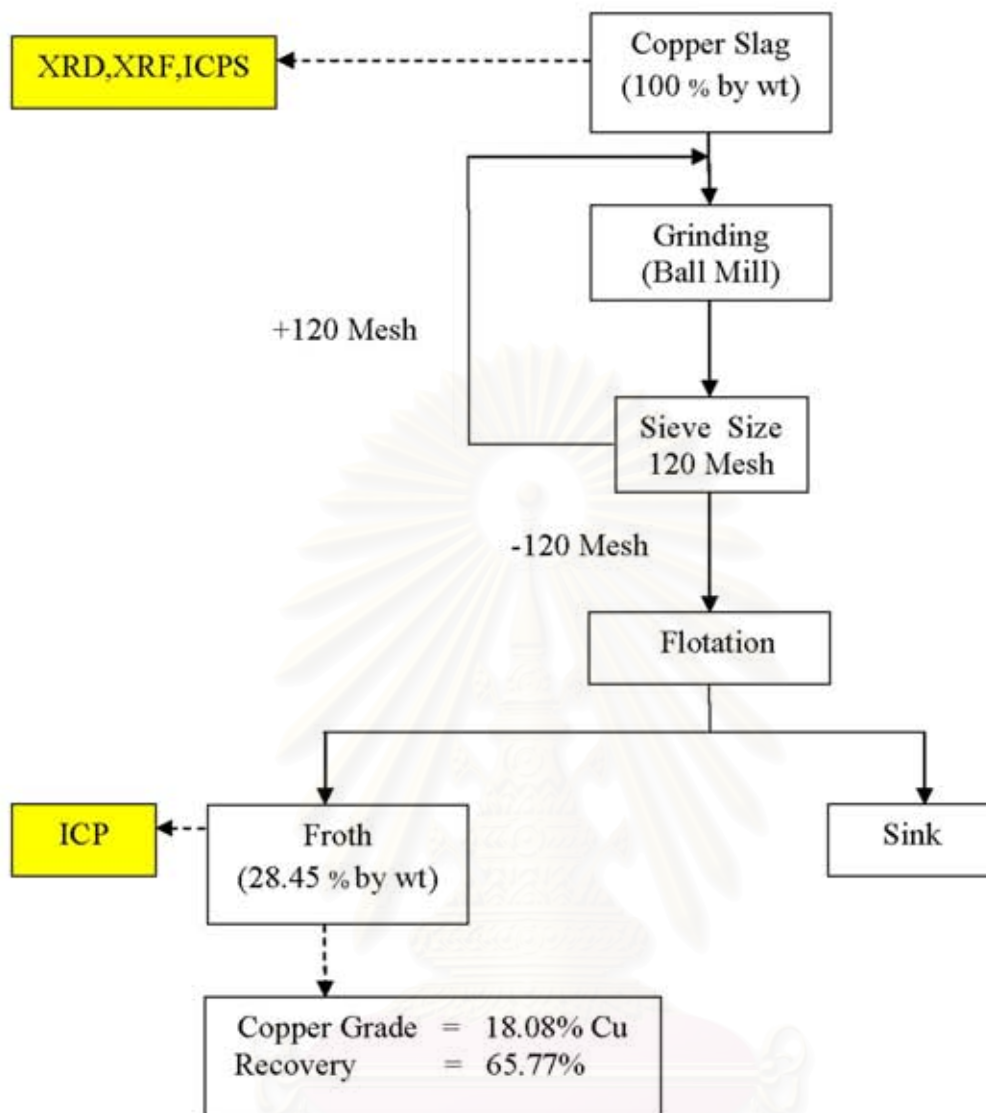 Copper Slag
(100 % by wt)
XRD,XRF,ICPS
Grinding
(Ball Mill)
+120 Mesh
Sieve Size
120 Mesh
-120 Mesh
Flotation
ICP
Froth
(28.45 % by wt)
Sink
Copper Grade = 18.08% Cu
Recovery = 65.77%